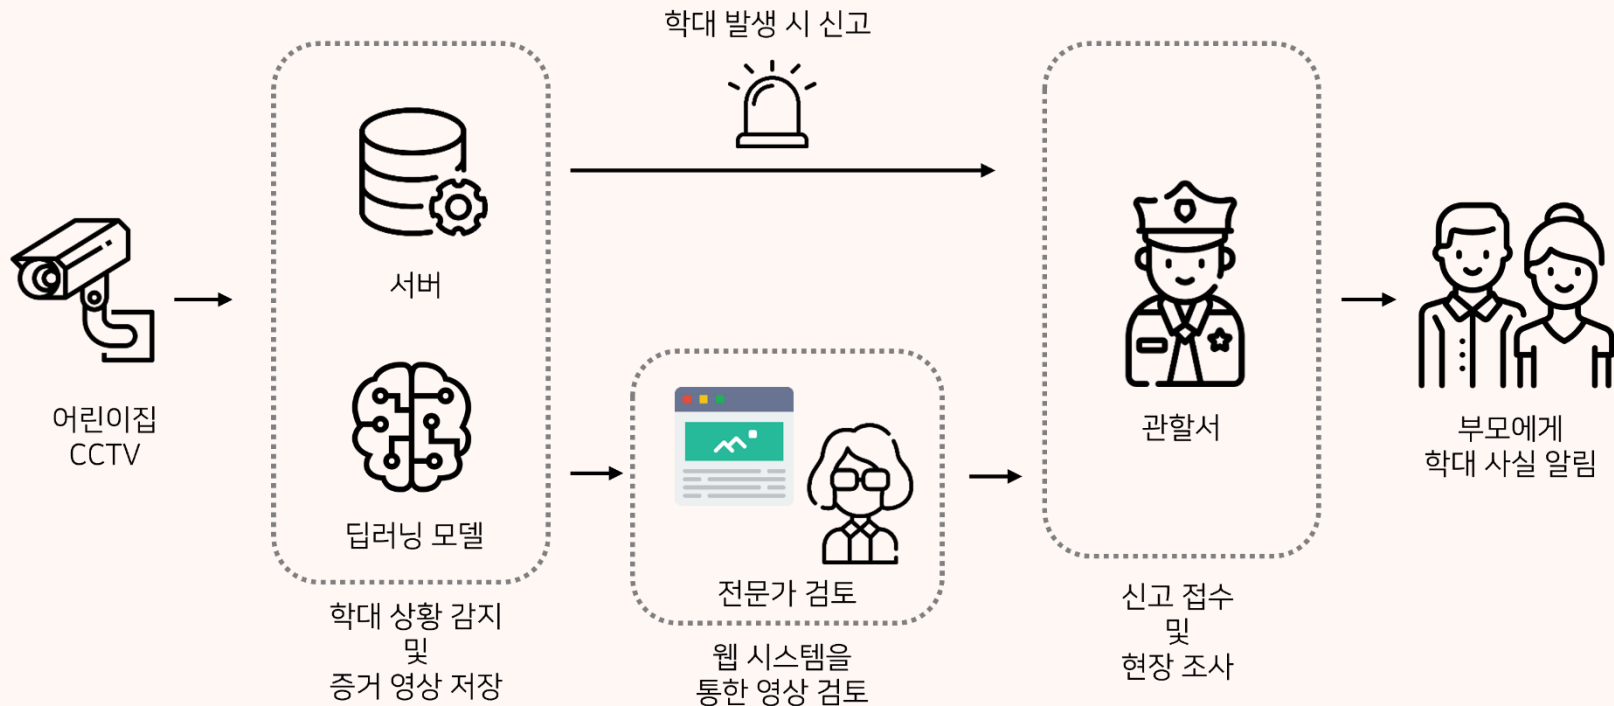 학대 발생 시 신고
서버
어린이집
CCTV
딥러닝 모델
학대 상황 감지
및
증거 영상 저장
전문가 검토
웹 시스템을
통한 영상 검토
관할서
신고 접수
및
현장 조사
부모에게
학대 사실 알림